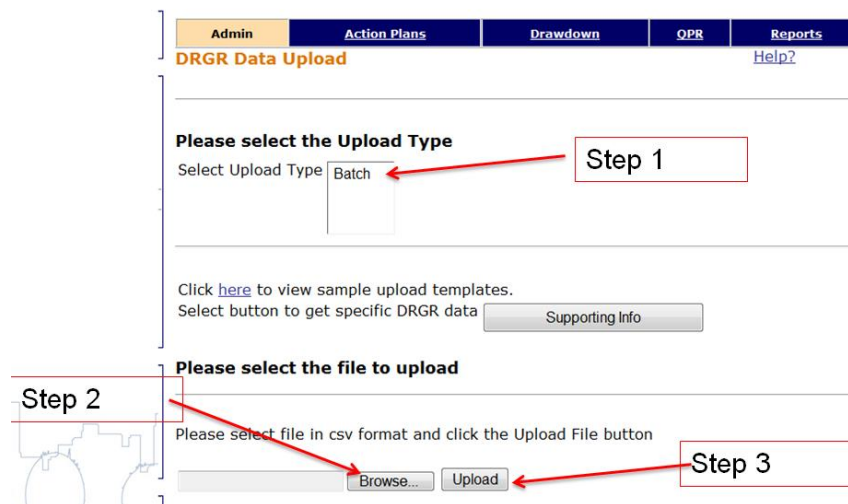 Admin Action Plans Drawdown QPR Reports
DRGR Data Upload Help?
Please select the Upload Type
Select Upload Type Batch
Step 1
Click here to view sample upload templates.
Select button to get specific DRGR data Supporting Info
Please select the file to upload
Step 2
Please select file in csv format and click the Upload File button
Browse... Upload
Step 3